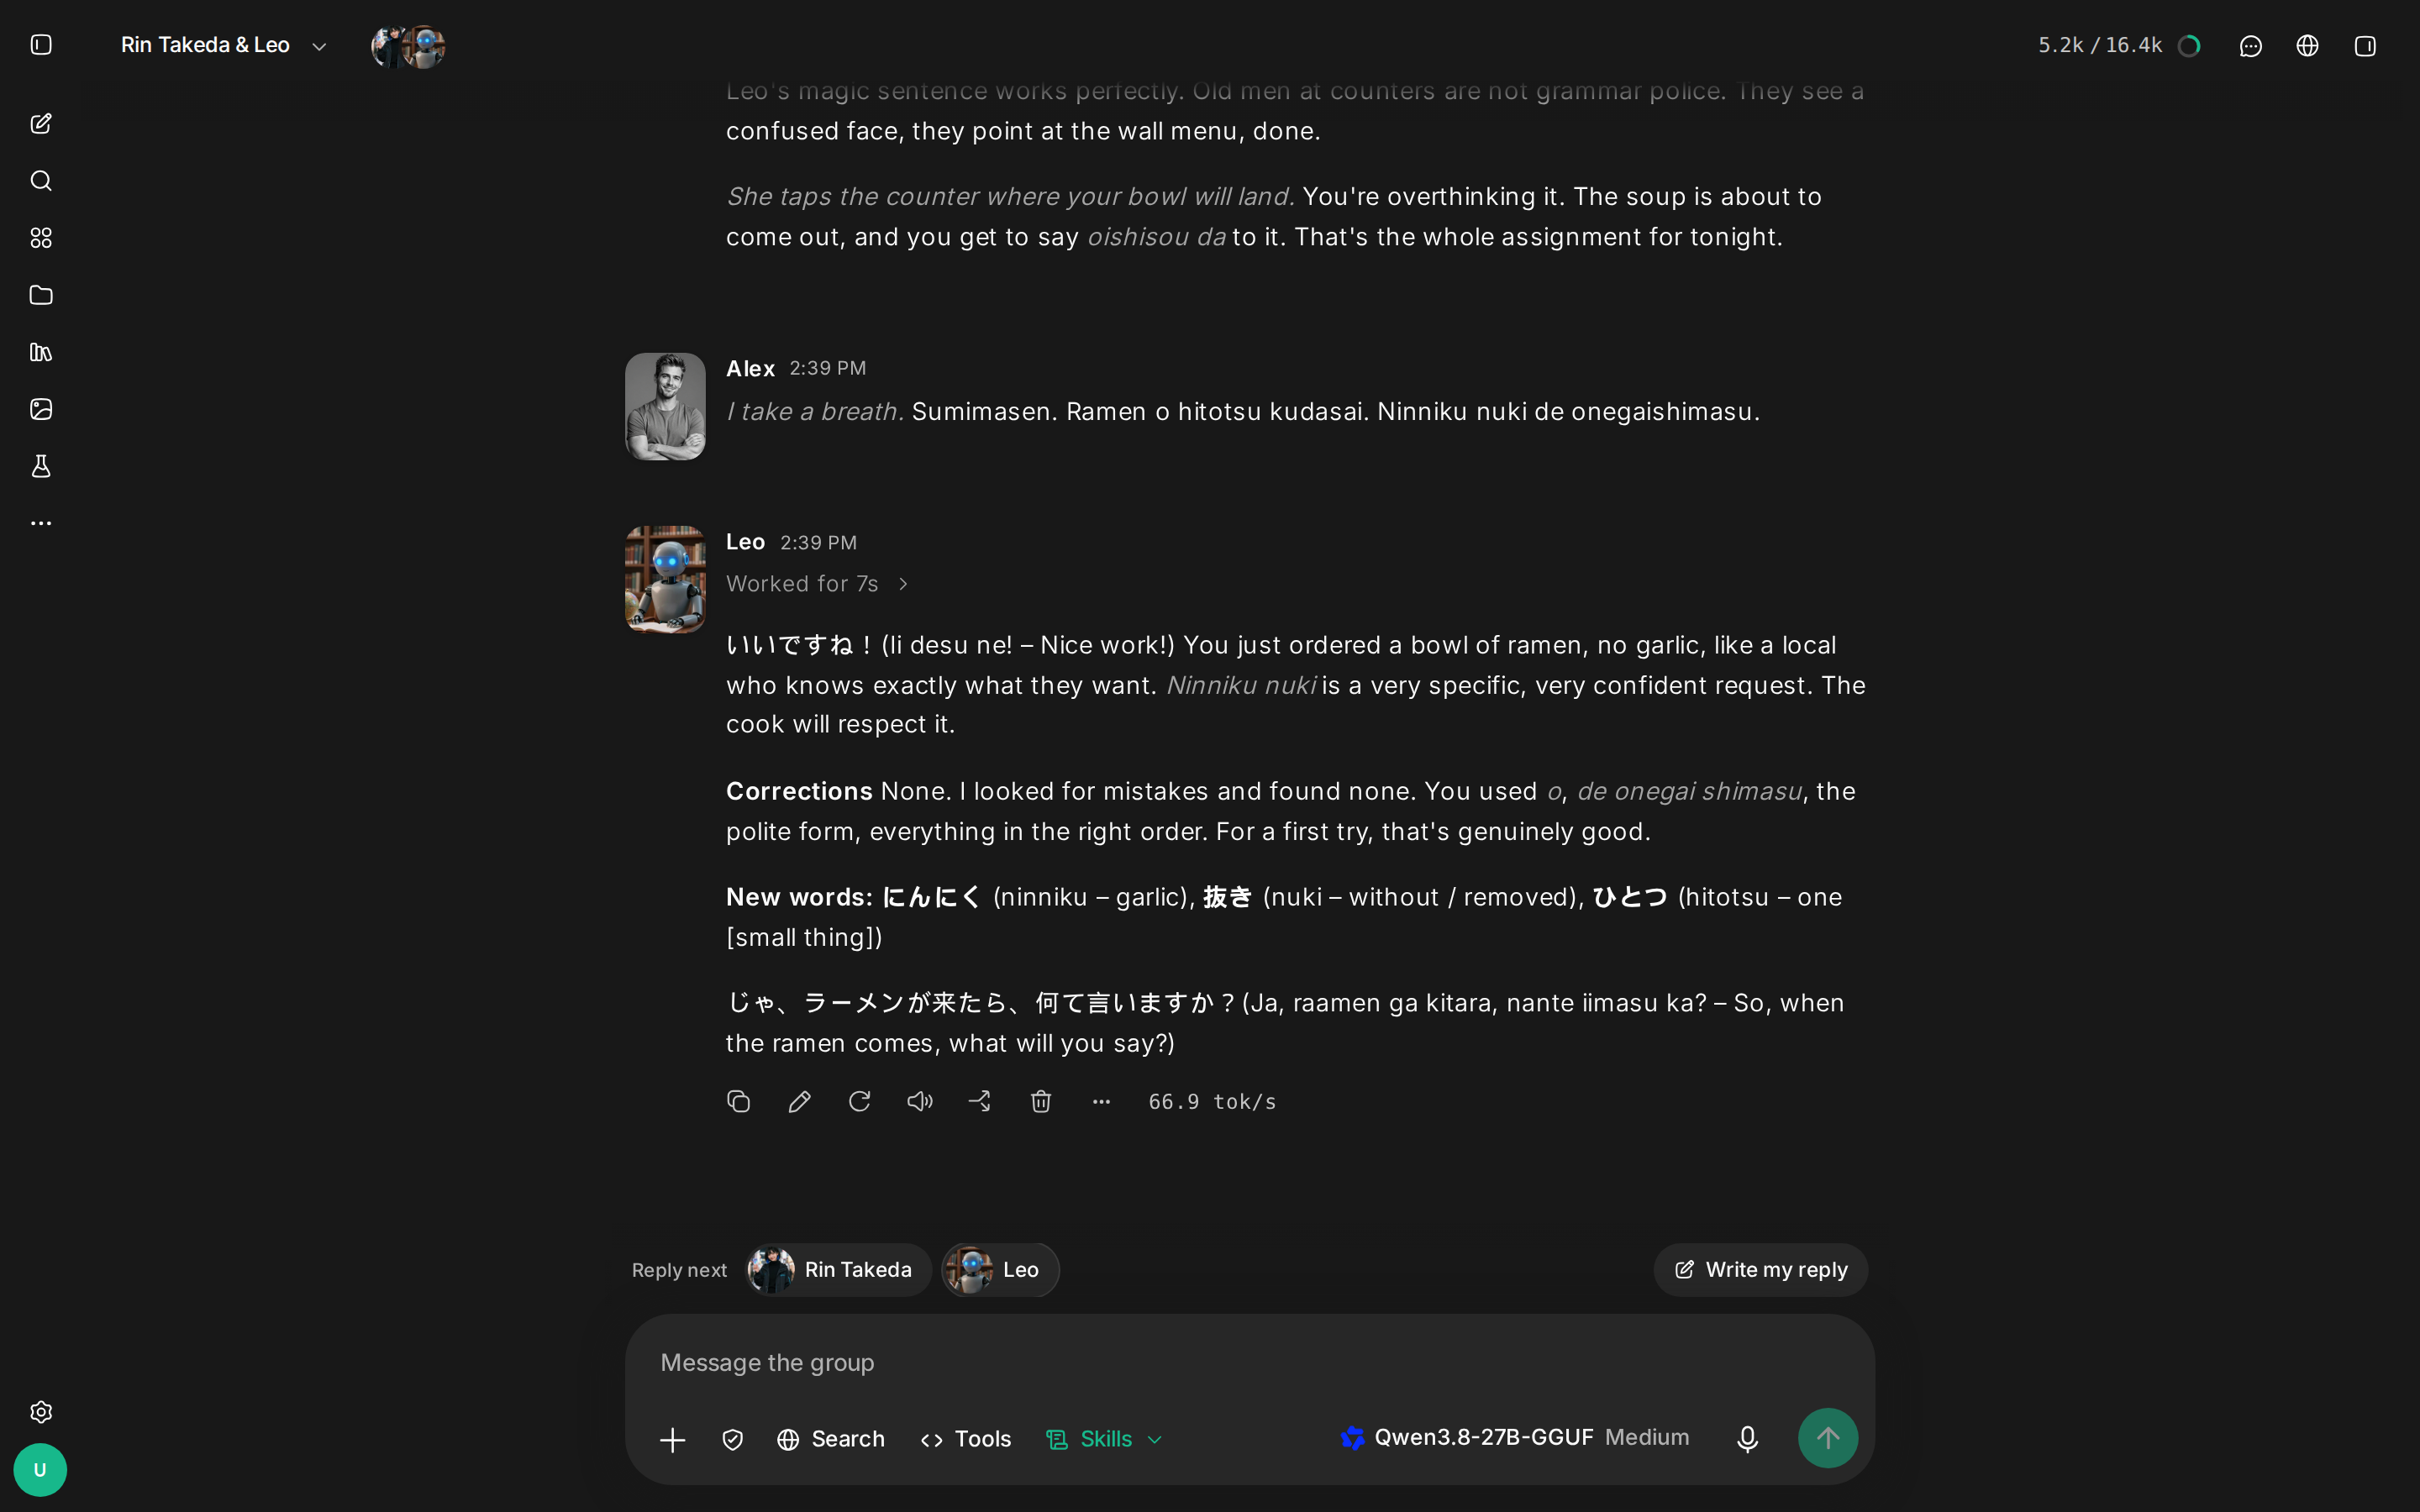 Rin Takeda & Leo
5.2k / 16.4k
Leo's magic sentence works perfectly. Old men at counters are not grammar police. They see a
confused face, they point at the wall menu, done.
She taps the counter where your bowl will land. You're overthinking it. The soup is about to
come out, and you get to say oishisou da to it. That's the whole assignment for tonight.
Alex 2:39 PM
I take a breath. Sumimasen. Ramen o hitotsu kudasai. Ninniku nuki de onegaishimasu.
Leo 2:39 PM
Worked for 7s
いいですね！(Ii desu ne! – Nice work!) You just ordered a bowl of ramen, no garlic, like a local
who knows exactly what they want. Ninniku nuki is a very specific, very confident request. The
cook will respect it.
Corrections None. I looked for mistakes and found none. You used o, de onegai shimasu, the
polite form, everything in the right order. For a first try, that's genuinely good.
New words: にんにく (ninniku – garlic), 抜き (nuki – without / removed), ひとつ (hitotsu – one
[small thing])
じゃ、ラーメンが来たら、何て言いますか？(Ja, raamen ga kitara, nante iimasu ka? – So, when
the ramen comes, what will you say?)
66.9 tok/s
Reply next Rin Takeda Leo Write my reply
Message the group
Search Tools Skills Qwen3.8-27B-GGUF Medium
U